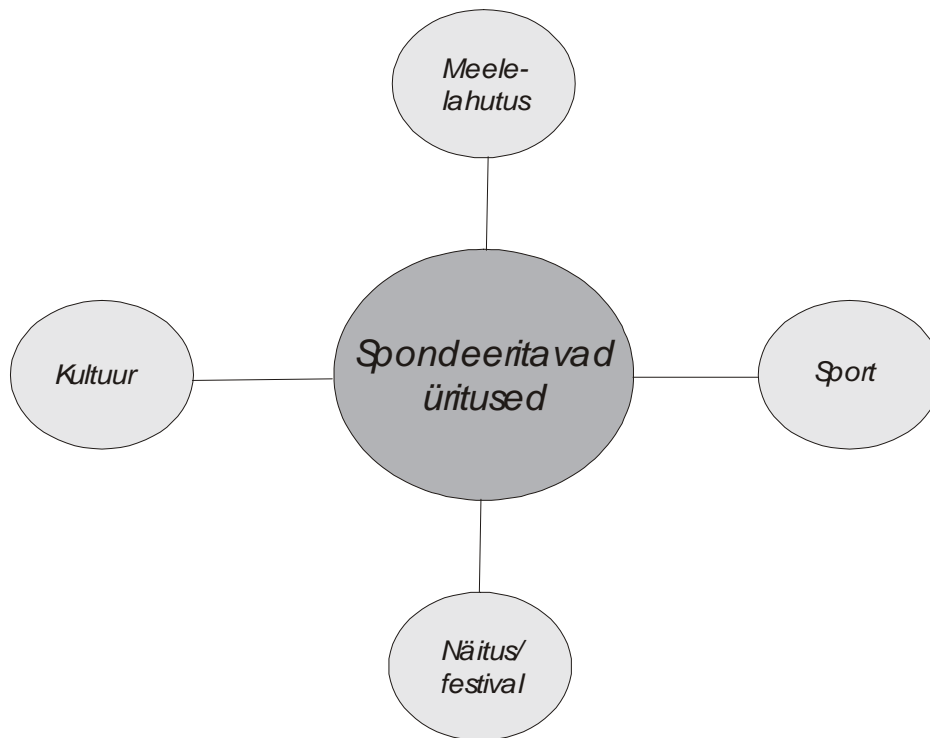 Meele-
lahutus
Kultuur
Spondeeritavad
üritused
Sport
Näitus/
festival